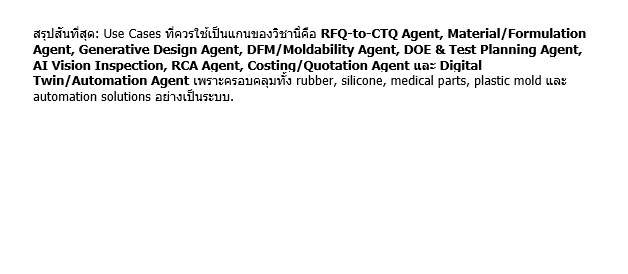 สรุปสั้นที่สุด: Use Cases ที่ควรใช้เป็นแกนของวิชานี้คือ RFQ-to-CTQ Agent, Material/Formulation
Agent, Generative Design Agent, DFM/Moldability Agent, DOE & Test Planning Agent,
AI Vision Inspection, RCA Agent, Costing/Quotation Agent และ Digital
Twin/Automation Agent เพราะครอบคลุมทั้ง rubber, silicone, medical parts, plastic mold และ
automation solutions อย่างเป็นระบบ.